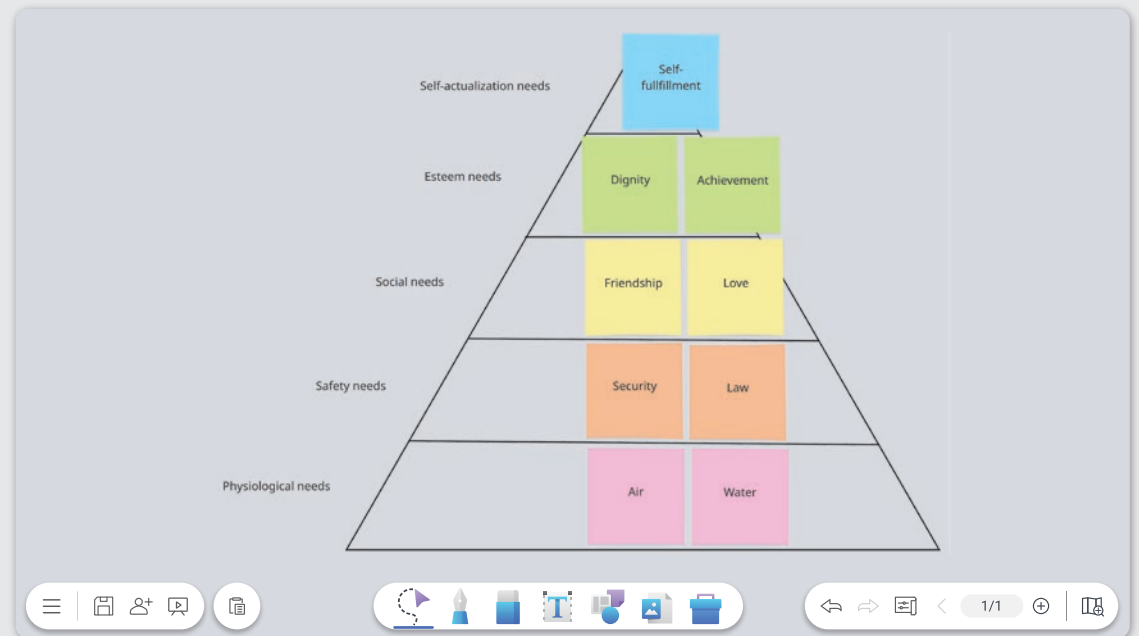 Self-
fullfillment
Self-actualization needs
Esteem needs
Dignity
Achievement
Social needs
Friendship
Love
Safety needs
Security
Law
Physiological needs
Air
Water
T
1/1